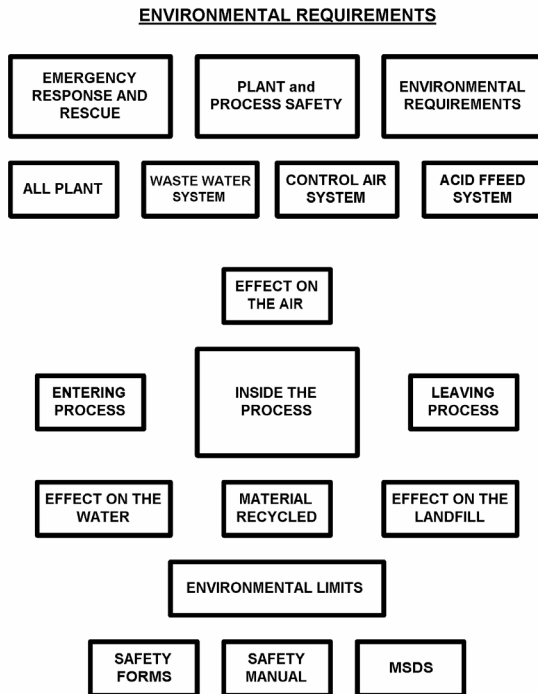 ENVIRONMENTAL REQUIREMENTS
EMERGENCY
RESPONSE AND
RESCUE
PLANT and
PROCESS SAFETY
ENVIRONMENTAL
REQUIREMENTS
ALL PLANT
WASTE WATER
SYSTEM
CONTROL AIR
SYSTEM
ACID FFEED
SYSTEM
EFFECT ON
THE AIR
ENTERING
PROCESS
INSIDE THE
PROCESS
LEAVING
PROCESS
EFFECT ON THE
WATER
MATERIAL
RECYCLED
EFFECT ON THE
LANDFILL
ENVIRONMENTAL LIMITS
SAFETY
FORMS
SAFETY
MANUAL
MSDS